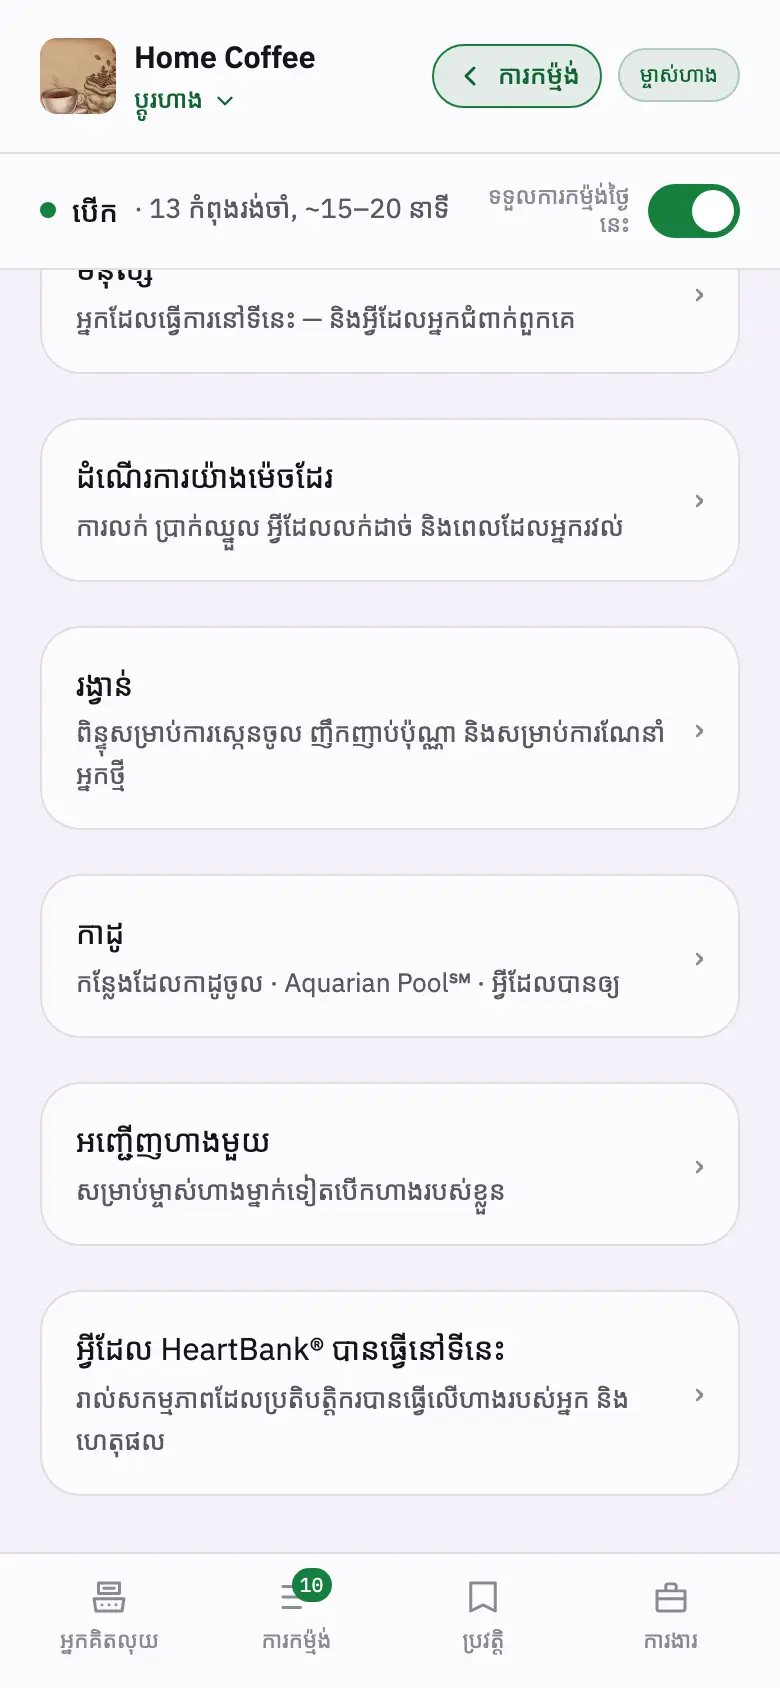 Home Coffee
ប្ដូរហាង
ការកម្ម៉ង់
ម្ចាស់ហាង
បើក · 13 កំពុងរង់ចាំ, ~15–20 នាទី
ទទួលការកម្ម៉ង់ថ្ងៃ
នេះ
មនុស្ស
អ្នកដែលធ្វើការនៅទីនេះ — និងអ្វីដែលអ្នកជំពាក់ពួកគេ
ដំណើរការយ៉ាងម៉េចដែរ
ការលក់ ប្រាក់ឈ្នួល អ្វីដែលលក់ដាច់ និងពេលដែលអ្នករវល់
រង្វាន់
ពិន្ទុសម្រាប់ការស្កេនចូល ញឹកញាប់ប៉ុណ្ណា និងសម្រាប់ការណែនាំ
អ្នកថ្មី
កាដូ
កន្លែងដែលកាដូចូល · Aquarian Pool℠ · អ្វីដែលបានឲ្យ
អញ្ជើញហាងមួយ
សម្រាប់ម្ចាស់ហាងម្នាក់ទៀតបើកហាងរបស់ខ្លួន
អ្វីដែល HeartBank® បានធ្វើនៅទីនេះ
រាល់សកម្មភាពដែលប្រតិបត្តិករបានធ្វើលើហាងរបស់អ្នក និង
ហេតុផល
10
អ្នកគិតលុយ
ការកម្ម៉ង់
ប្រវត្តិ
ការងារ